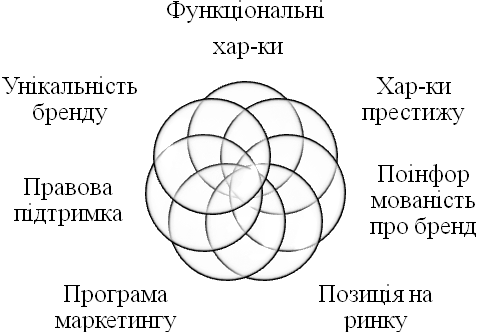 Функціональні
хар-ки
Унікальність
бренду
Хар-ки
престижу
Правова
підтримка
Поінфор
мованість
про бренд
Програма
маркетингу
Позиція на
ринку